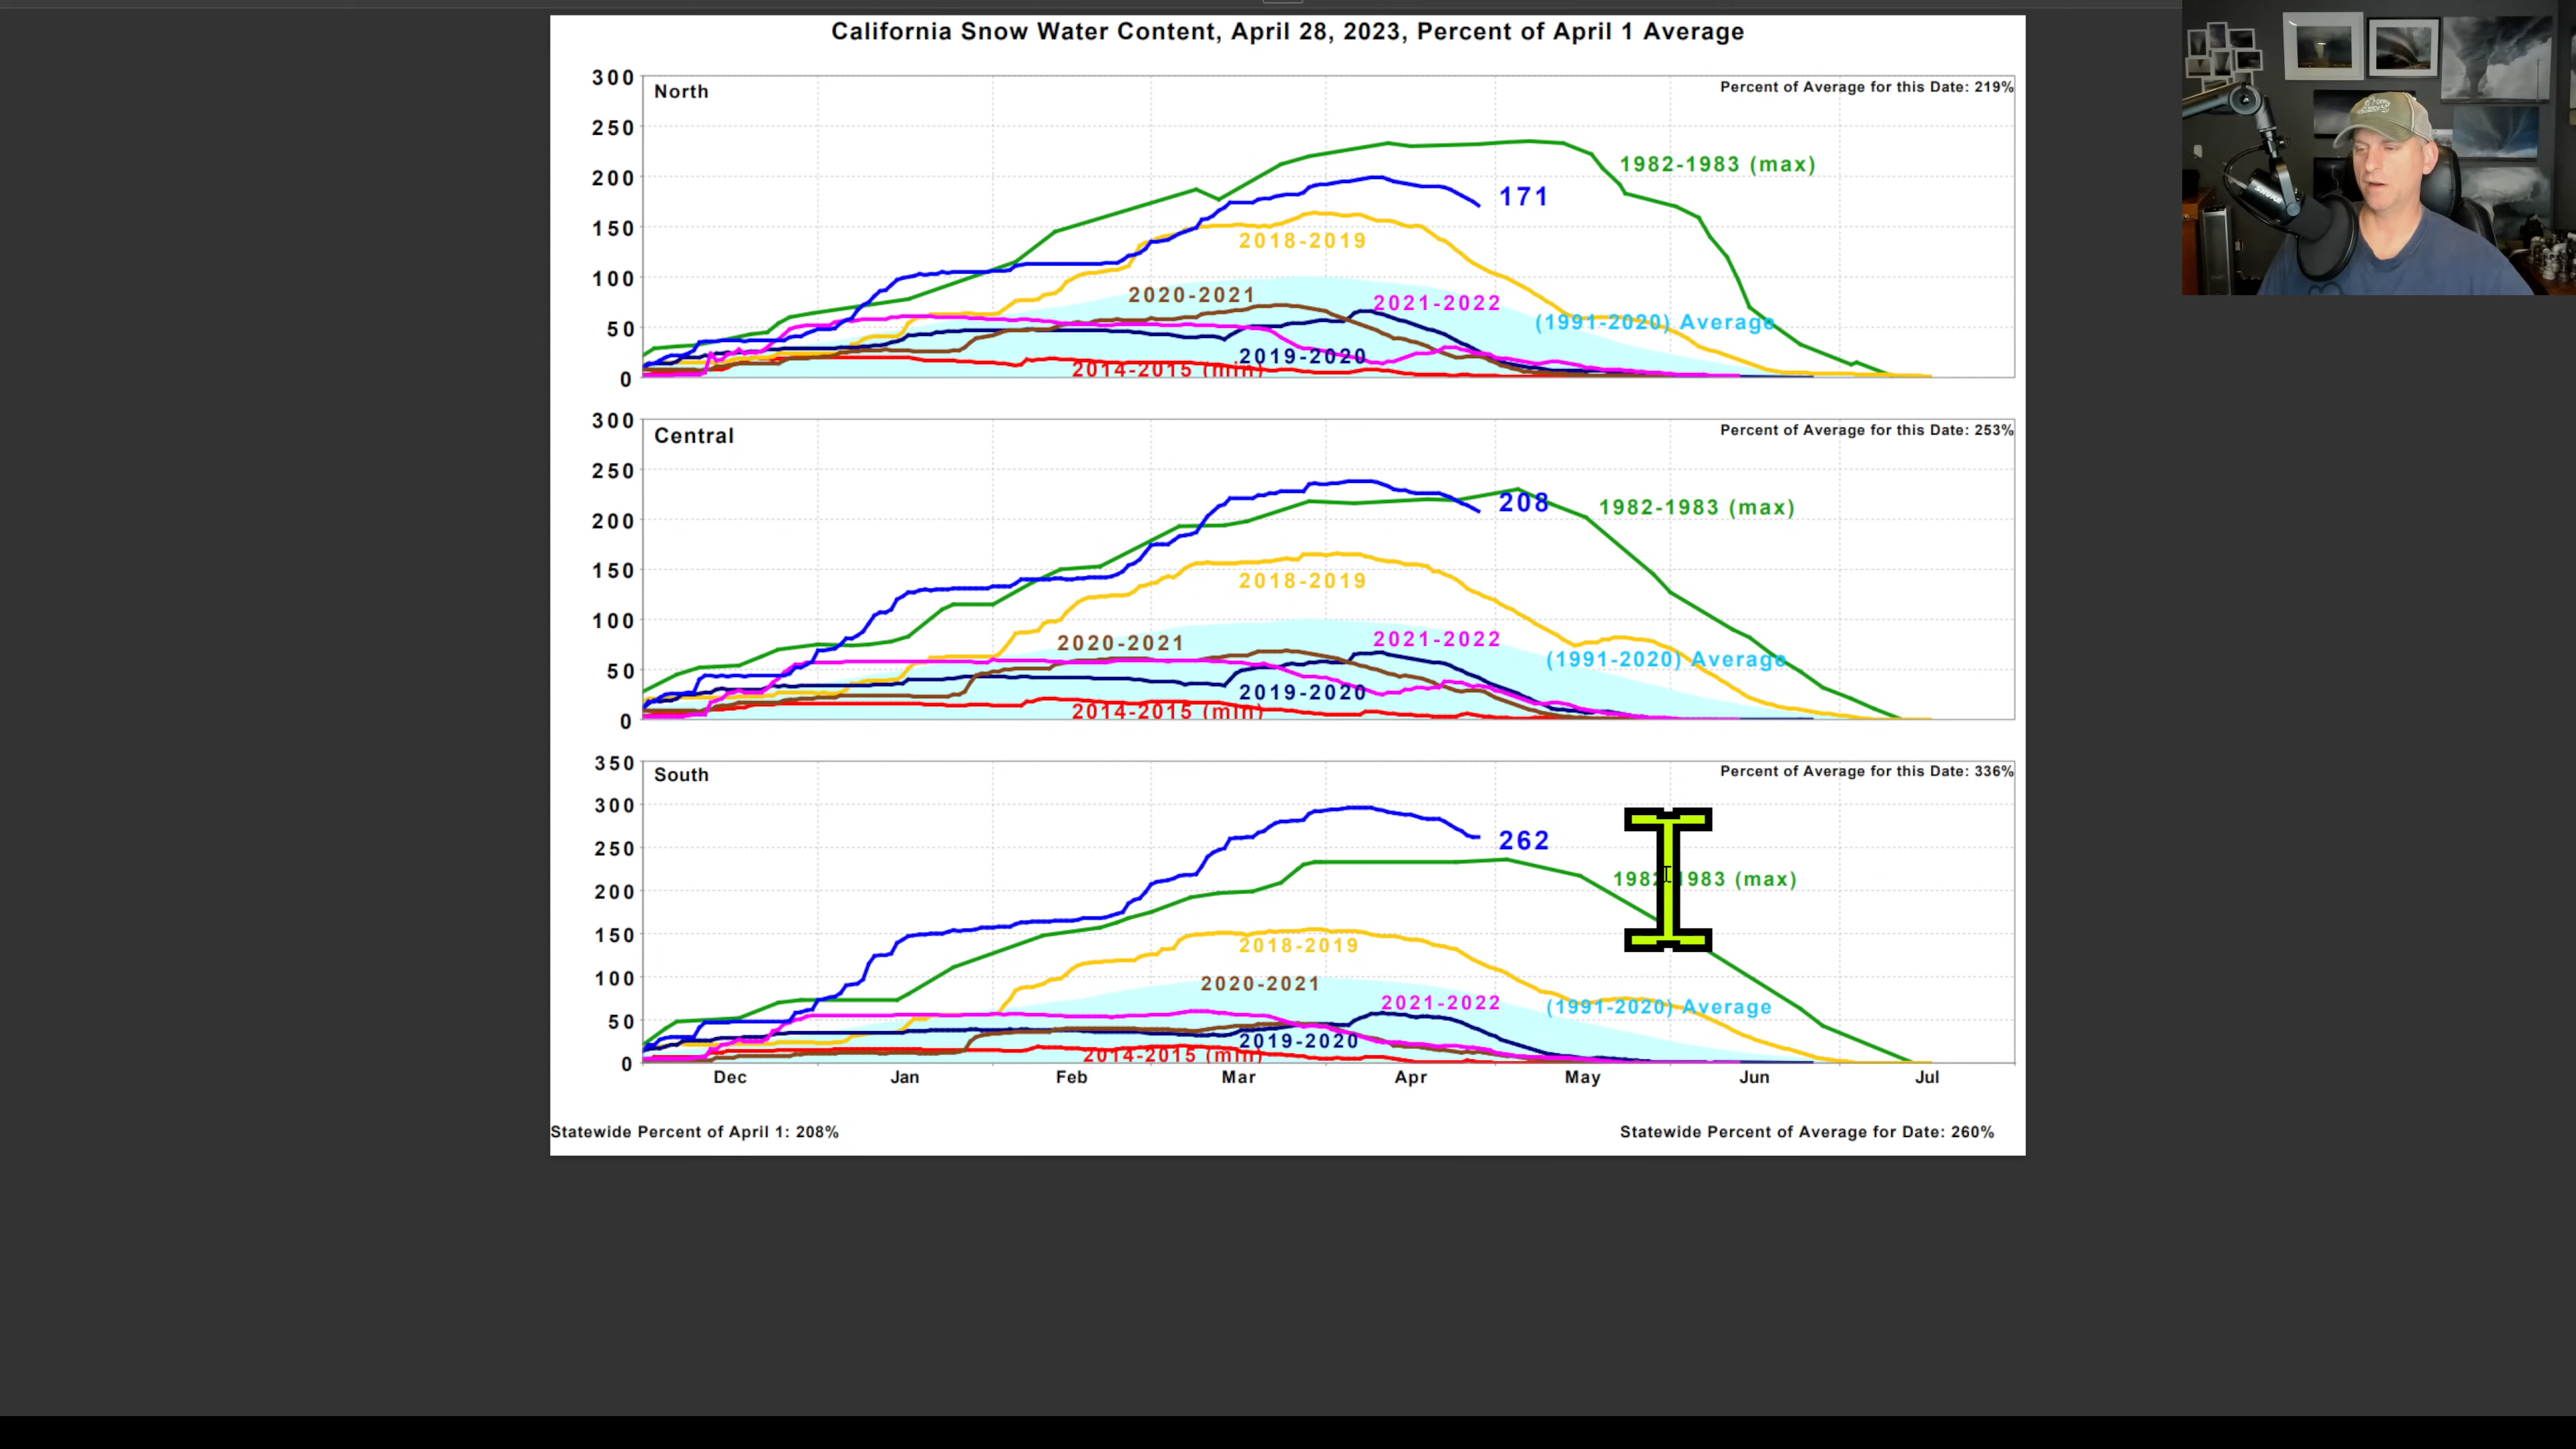 California Snow Water Content, April 28, 2023, Percent of April 1 Average
300
North
Percent of Average for this Date: 219%
250
1982-1983 (max)
200
171
150
2018-2019
100
2020-2021
2021-2022
(1991-2020) Average
50
2019-2020
2014-2015 (min)
0
300
Central
Percent of Average for this Date: 253%
250
208
1982-1983 (max)
200
150
2018-2019
100
2020-2021
2021-2022
(1991-2020) Average
50
2019-2020
2014-2015 (min)
0
350
South
Percent of Average for this Date: 336%
300
262
250
1982-1983 (max)
200
150
2018-2019
100
2020-2021
2021-2022
(1991-2020) Average
50
2019-2020
2014-2015 (min)
0
Dec Jan Feb Mar Apr May Jun Jul
Statewide Percent of April 1: 208%
Statewide Percent of Average for Date: 260%